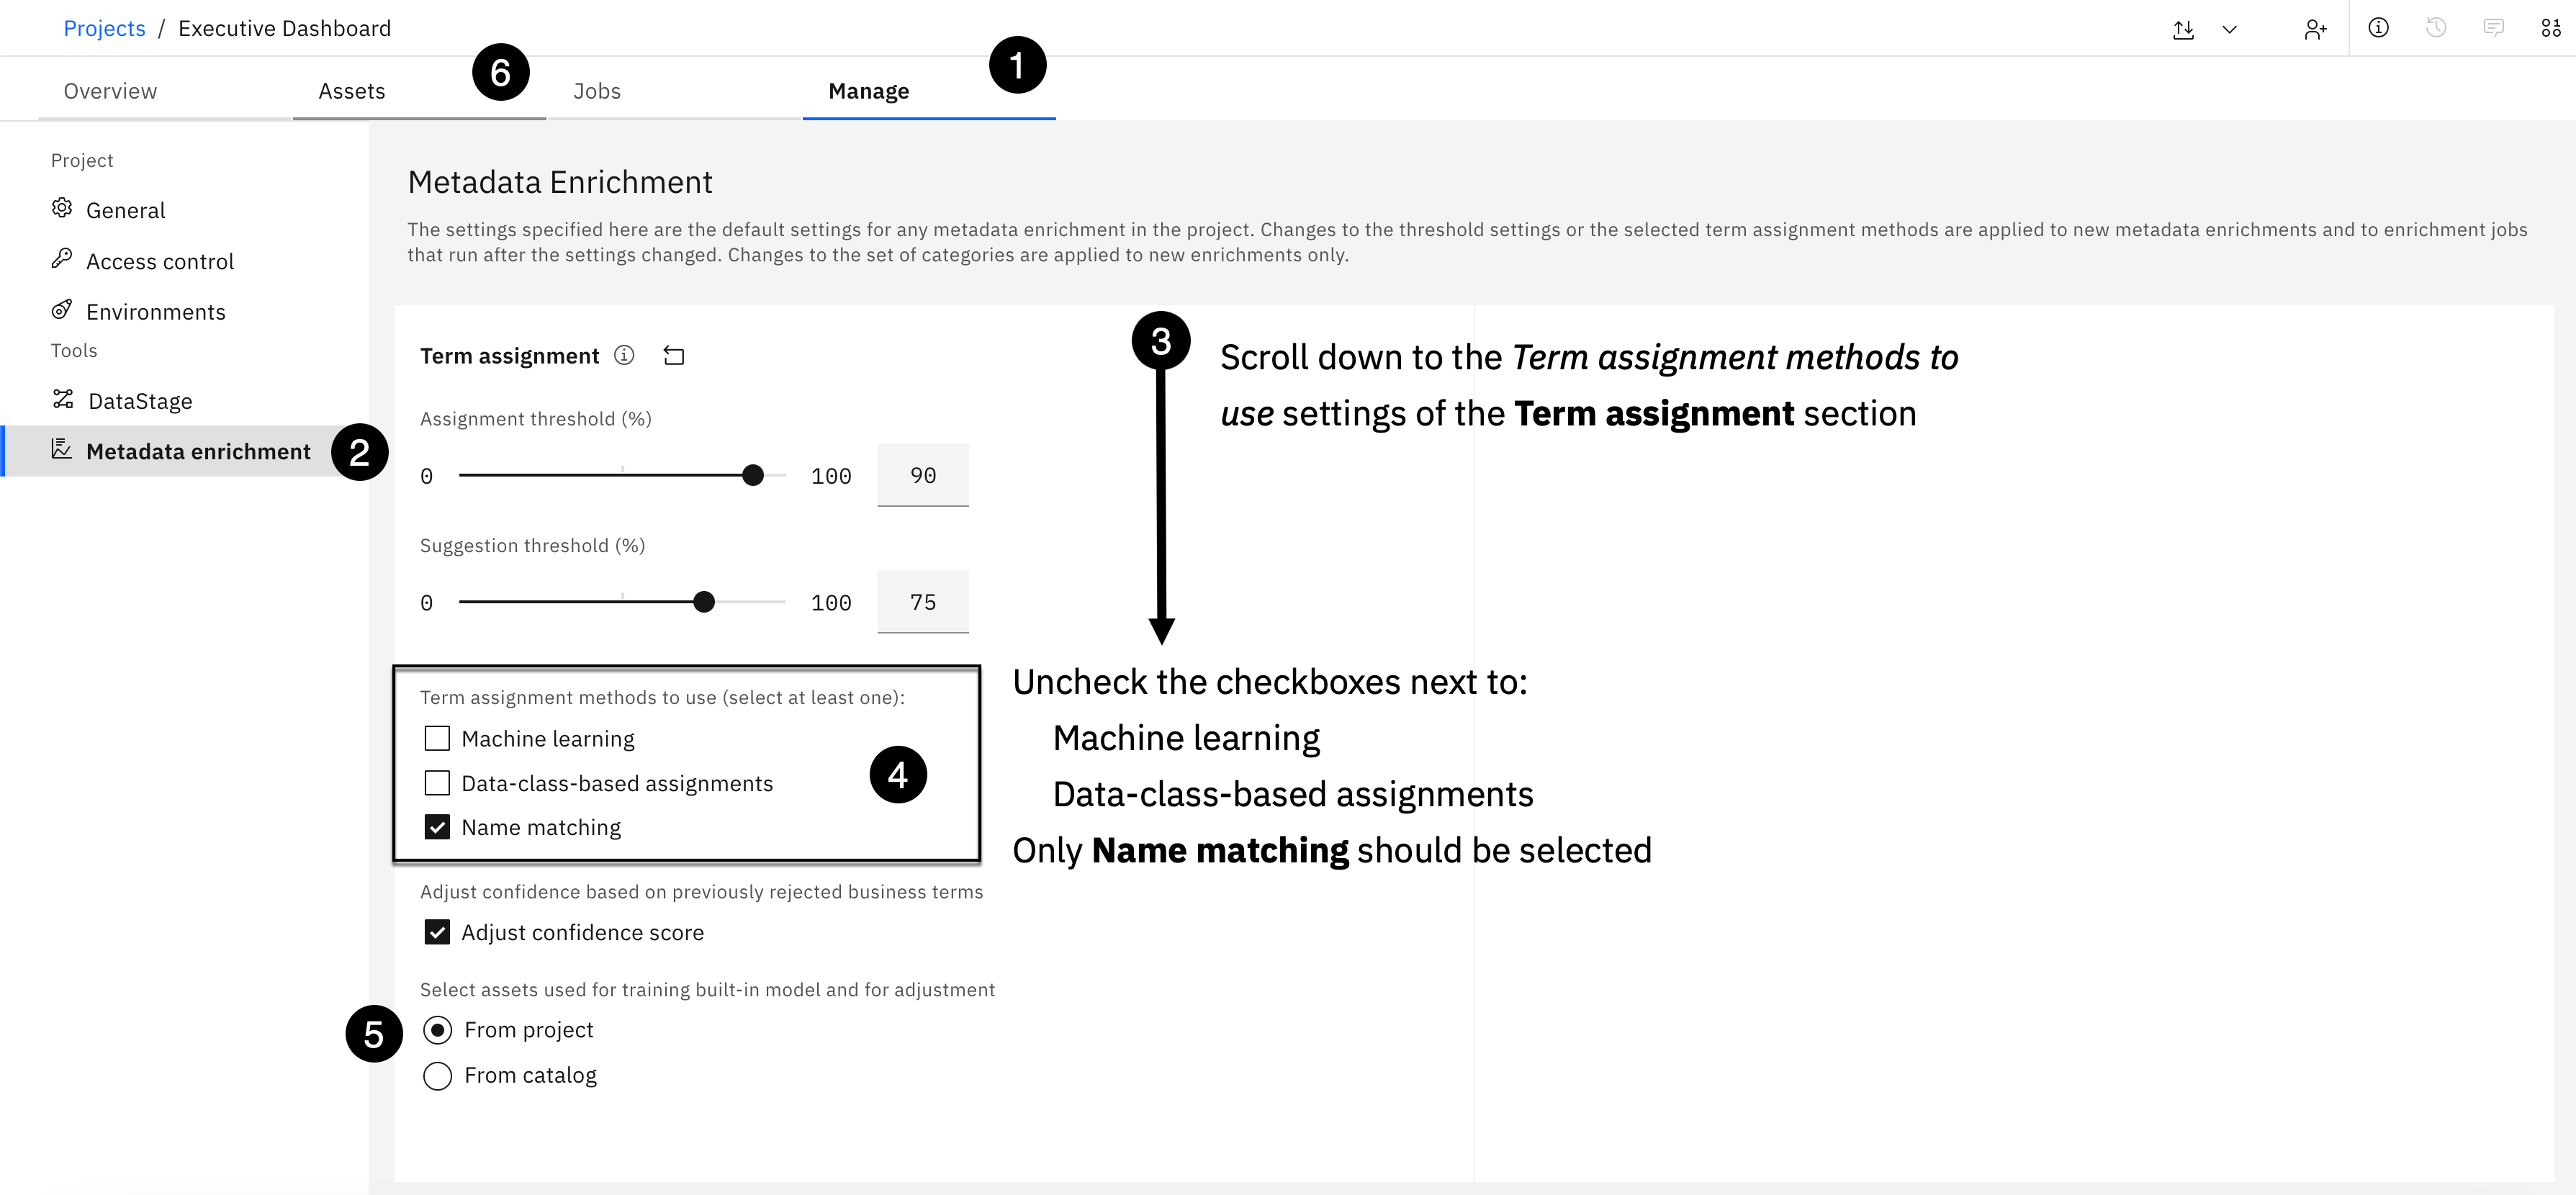 Projects / Executive Dashboard
Overview
Assets
6
Jobs
Manage
1
Project
General
Access control
Environments
Tools
DataStage
Metadata enrichment
2
Metadata Enrichment
The settings specified here are the default settings for any metadata enrichment in the project. Changes to the threshold settings or the selected term assignment methods are applied to new metadata enrichments and to enrichment jobs
that run after the settings changed. Changes to the set of categories are applied to new enrichments only.
Term assignment
3
Scroll down to the Term assignment methods to
use settings of the Term assignment section
Assignment threshold (%)
0 100 90
Suggestion threshold (%)
0 100 75
Term assignment methods to use (select at least one):
Machine learning
Data-class-based assignments
Name matching
4
Uncheck the checkboxes next to:
Machine learning
Data-class-based assignments
Only Name matching should be selected
Adjust confidence based on previously rejected business terms
Adjust confidence score
Select assets used for training built-in model and for adjustment
5
From project
From catalog